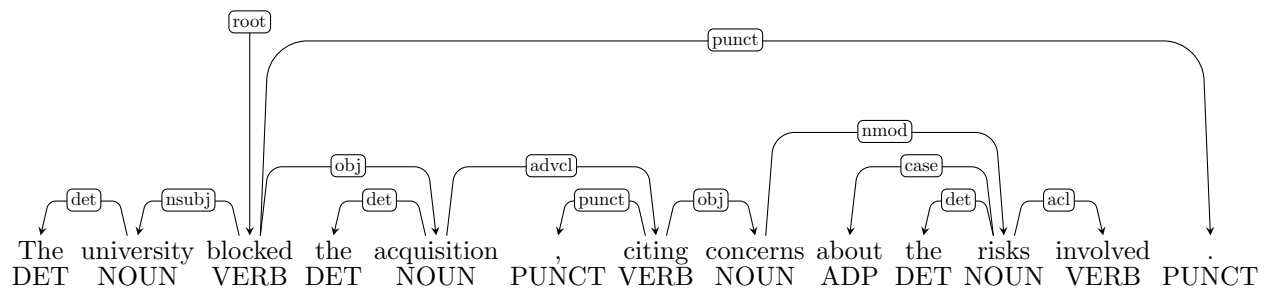 root
punct
nmod
obj advcl case
det nsubj det punct obj det acl
The university blocked the acquisition , citing concerns about the risks involved .
DET NOUN VERB DET NOUN PUNCT VERB NOUN ADP DET NOUN VERB PUNCT